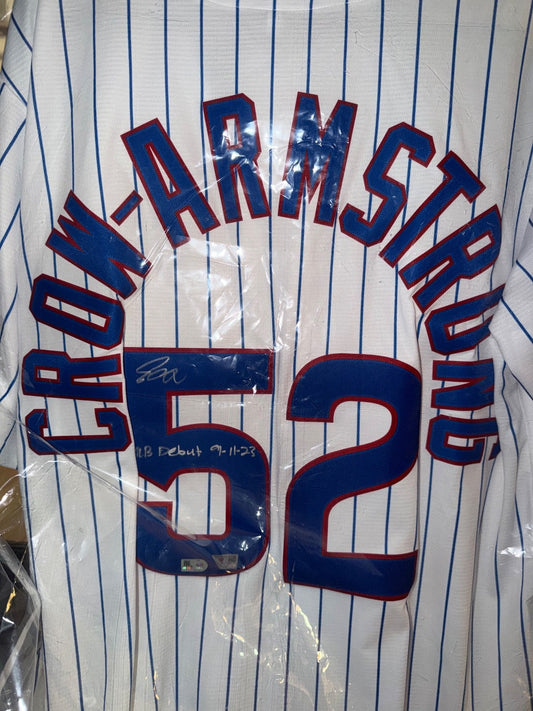 CROW-ARMSTRONG
52
MLB Debut 9-11-23